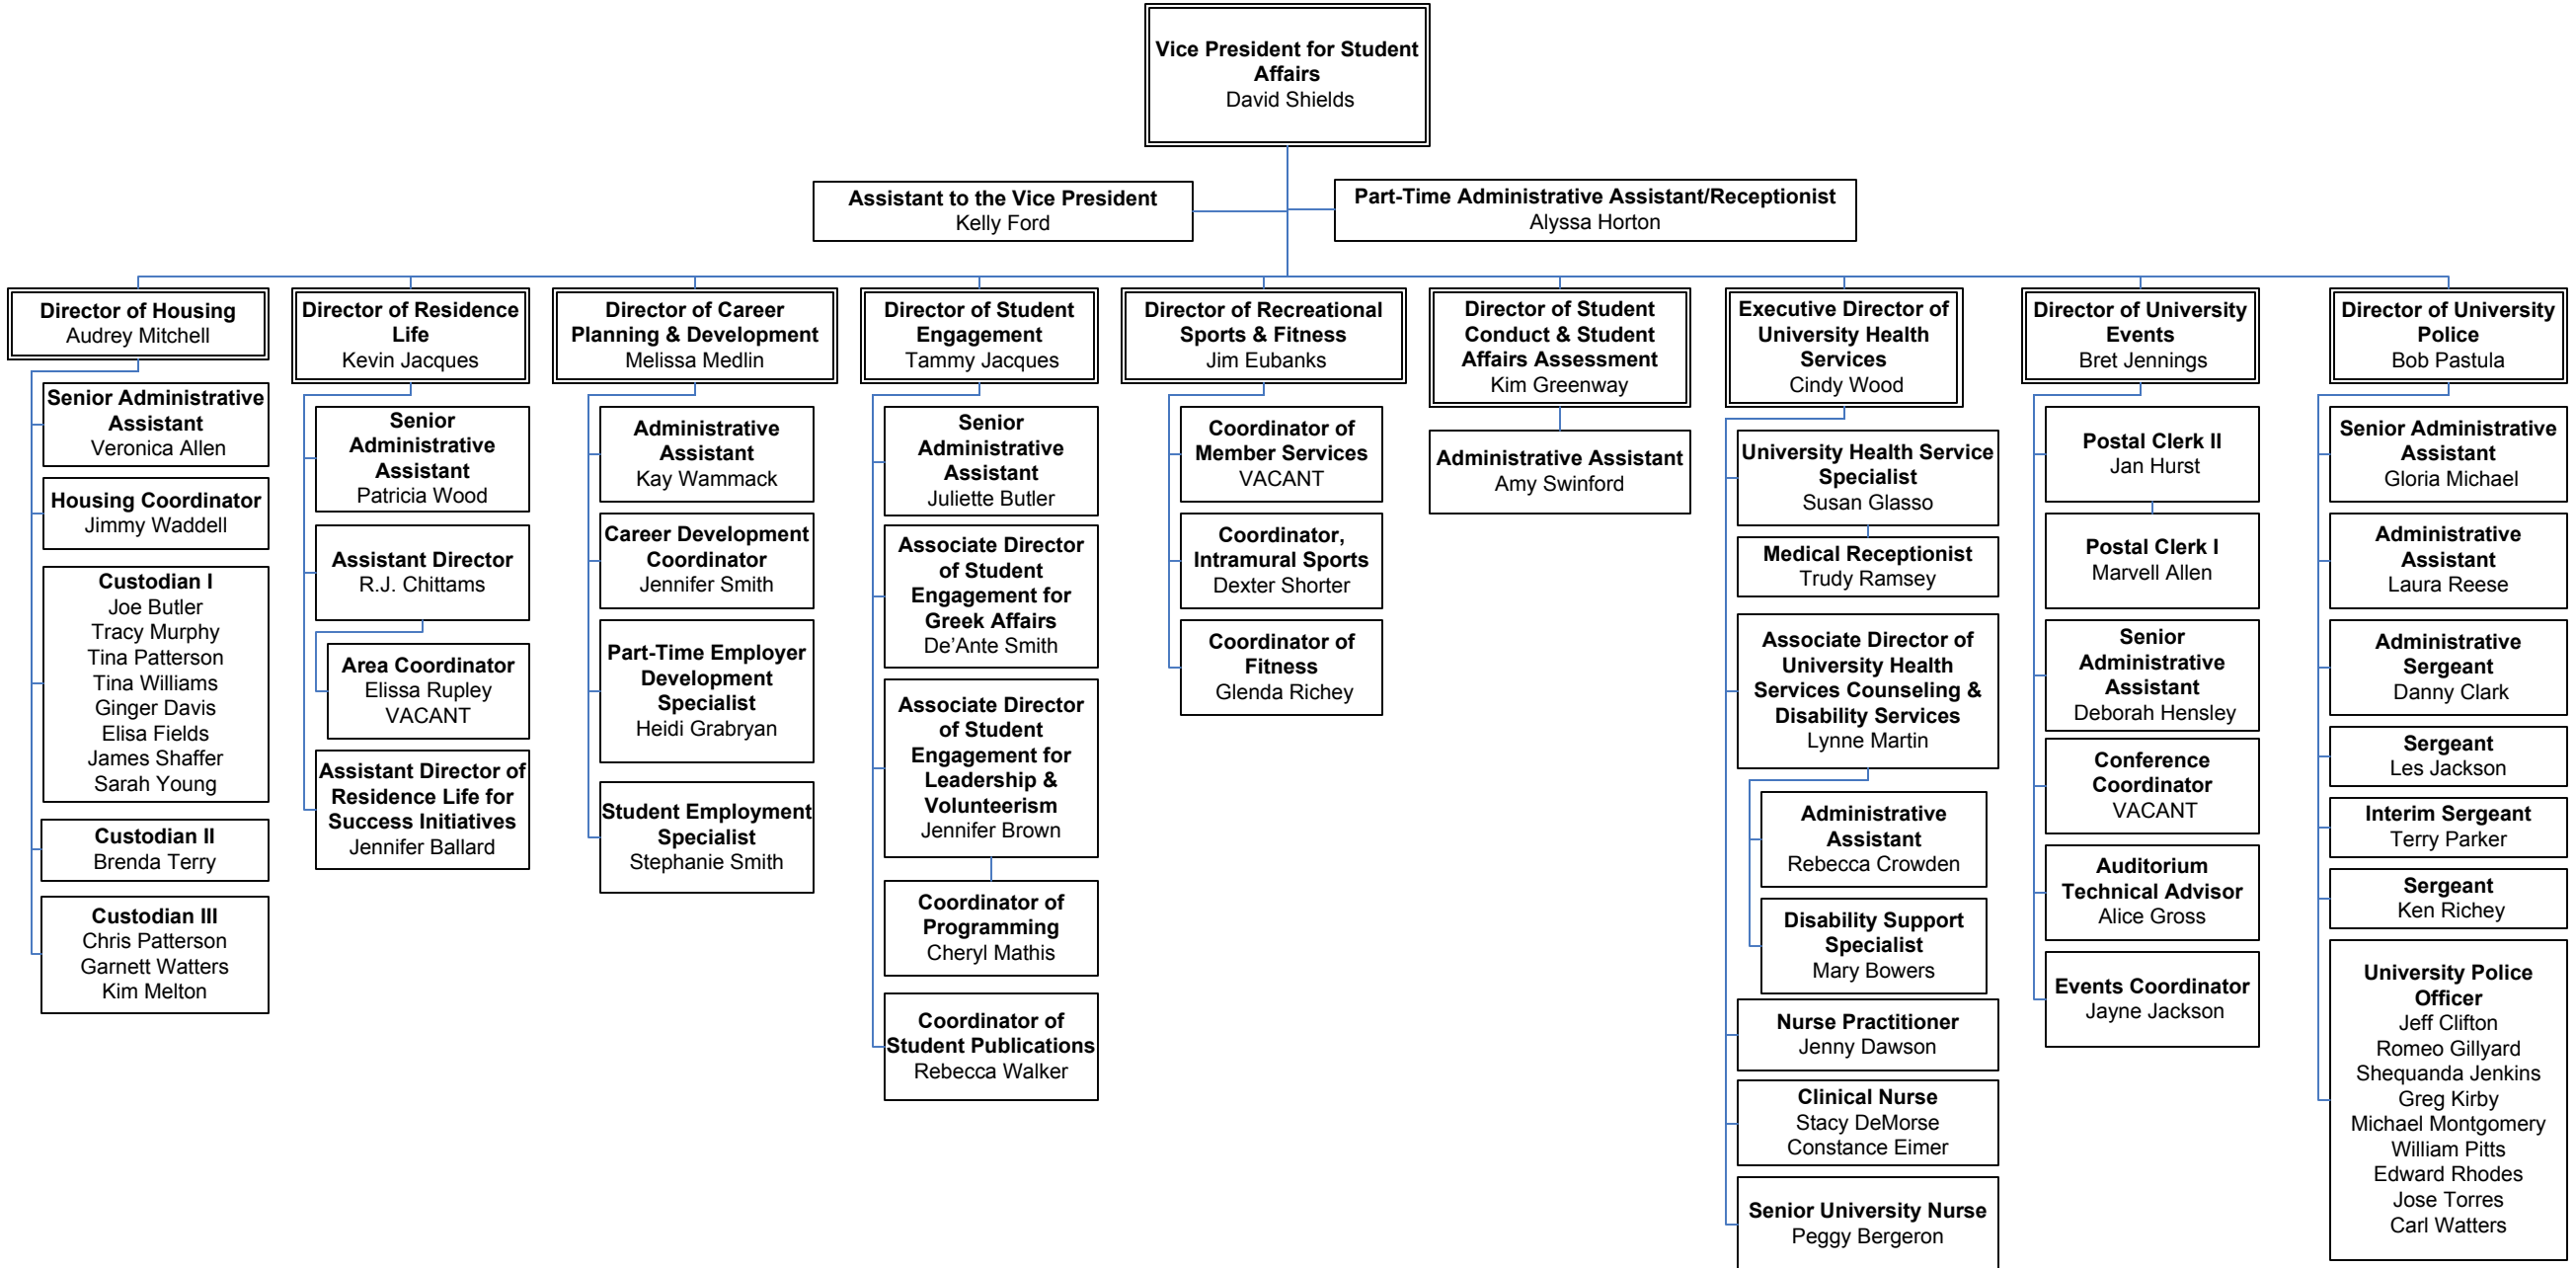 Vice President for Student
Affairs
David Shields
Assistant to the Vice President
Kelly Ford
Part-Time Administrative Assistant/Receptionist
Alyssa Horton
Director of Housing
Audrey Mitchell
Senior Administrative
Assistant
Veronica Allen
Housing Coordinator
Jimmy Waddell
Custodian I
Joe Butler
Tracy Murphy
Tina Patterson
Tina Williams
Ginger Davis
Elisa Fields
James Shaffer
Sarah Young
Custodian II
Brenda Terry
Custodian III
Chris Patterson
Garnett Watters
Kim Melton
Director of Residence
Life
Kevin Jacques
Senior
Administrative
Assistant
Patricia Wood
Assistant Director
R.J. Chittams
Area Coordinator
Elissa Rupley
VACANT
Assistant Director of
Residence Life for
Success Initiatives
Jennifer Ballard
Director of Career
Planning & Development
Melissa Medlin
Administrative
Assistant
Kay Wammack
Career Development
Coordinator
Jennifer Smith
Part-Time Employer
Development
Specialist
Heidi Grabryan
Student Employment
Specialist
Stephanie Smith
Director of Student
Engagement
Tammy Jacques
Senior
Administrative
Assistant
Juliette Butler
Associate Director
of Student
Engagement for
Greek Affairs
De’Ante Smith
Associate Director
of Student
Engagement for
Leadership &
Volunteerism
Jennifer Brown
Coordinator of
Programming
Cheryl Mathis
Coordinator of
Student Publications
Rebecca Walker
Director of Recreational
Sports & Fitness
Jim Eubanks
Coordinator of
Member Services
VACANT
Coordinator,
Intramural Sports
Dexter Shorter
Coordinator of
Fitness
Glenda Richey
Director of Student
Conduct & Student
Affairs Assessment
Kim Greenway
Administrative Assistant
Amy Swinford
Executive Director of
University Health
Services
Cindy Wood
University Health Service
Specialist
Susan Glasso
Medical Receptionist
Trudy Ramsey
Associate Director of
University Health
Services Counseling &
Disability Services
Lynne Martin
Administrative
Assistant
Rebecca Crowden
Disability Support
Specialist
Mary Bowers
Nurse Practitioner
Jenny Dawson
Clinical Nurse
Stacy DeMorse
Constance Eimer
Senior University Nurse
Peggy Bergeron
Director of University
Events
Bret Jennings
Postal Clerk II
Jan Hurst
Postal Clerk I
Marvell Allen
Senior
Administrative
Assistant
Deborah Hensley
Conference
Coordinator
VACANT
Auditorium
Technical Advisor
Alice Gross
Events Coordinator
Jayne Jackson
Director of University
Police
Bob Pastula
Senior Administrative
Assistant
Gloria Michael
Administrative
Assistant
Laura Reese
Administrative
Sergeant
Danny Clark
Sergeant
Les Jackson
Interim Sergeant
Terry Parker
Sergeant
Ken Richey
University Police
Officer
Jeff Clifton
Romeo Gillyard
Shequanda Jenkins
Greg Kirby
Michael Montgomery
William Pitts
Edward Rhodes
Jose Torres
Carl Watters